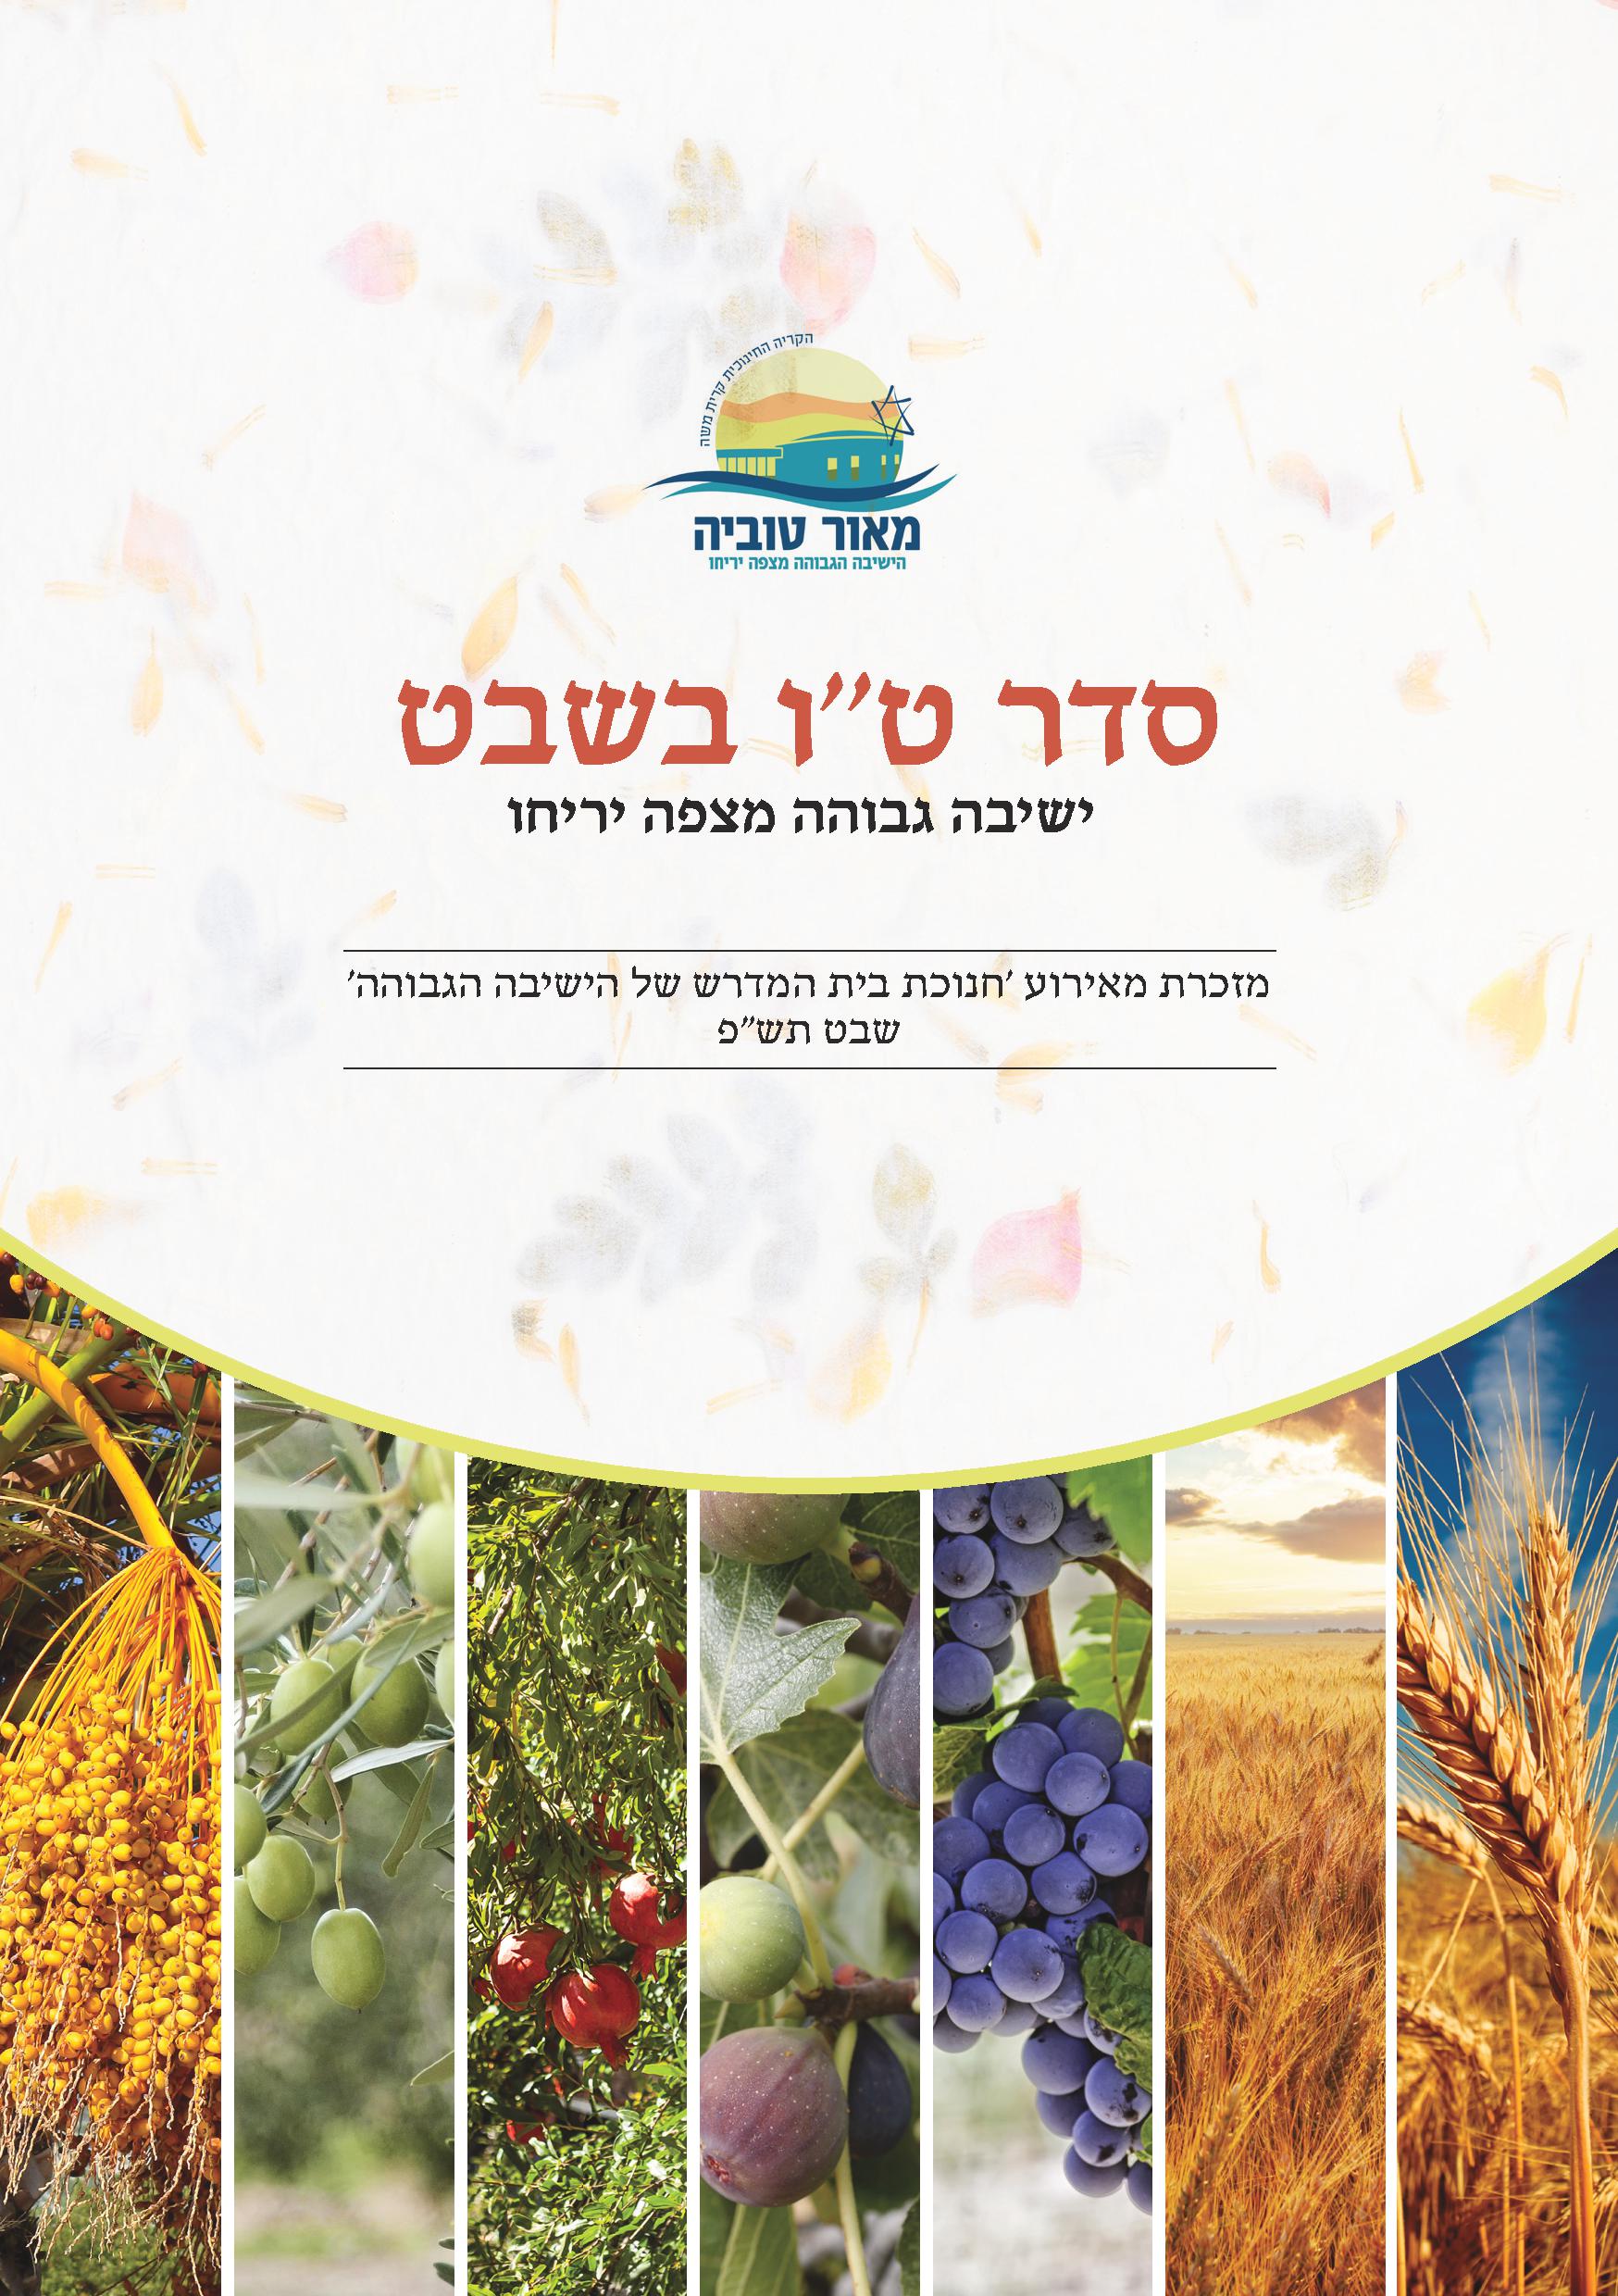 הקריה החינוכית קרית משה
מאור טוביה
הישיבה הגבוהה מצפה יריחו
סדר ט"ו בשבט
ישיבה גבוהה מצפה יריחו
מזכרת מאירוע 'חנוכת בית המדרש של הישיבה הגבוהה'
שבט תש"פ